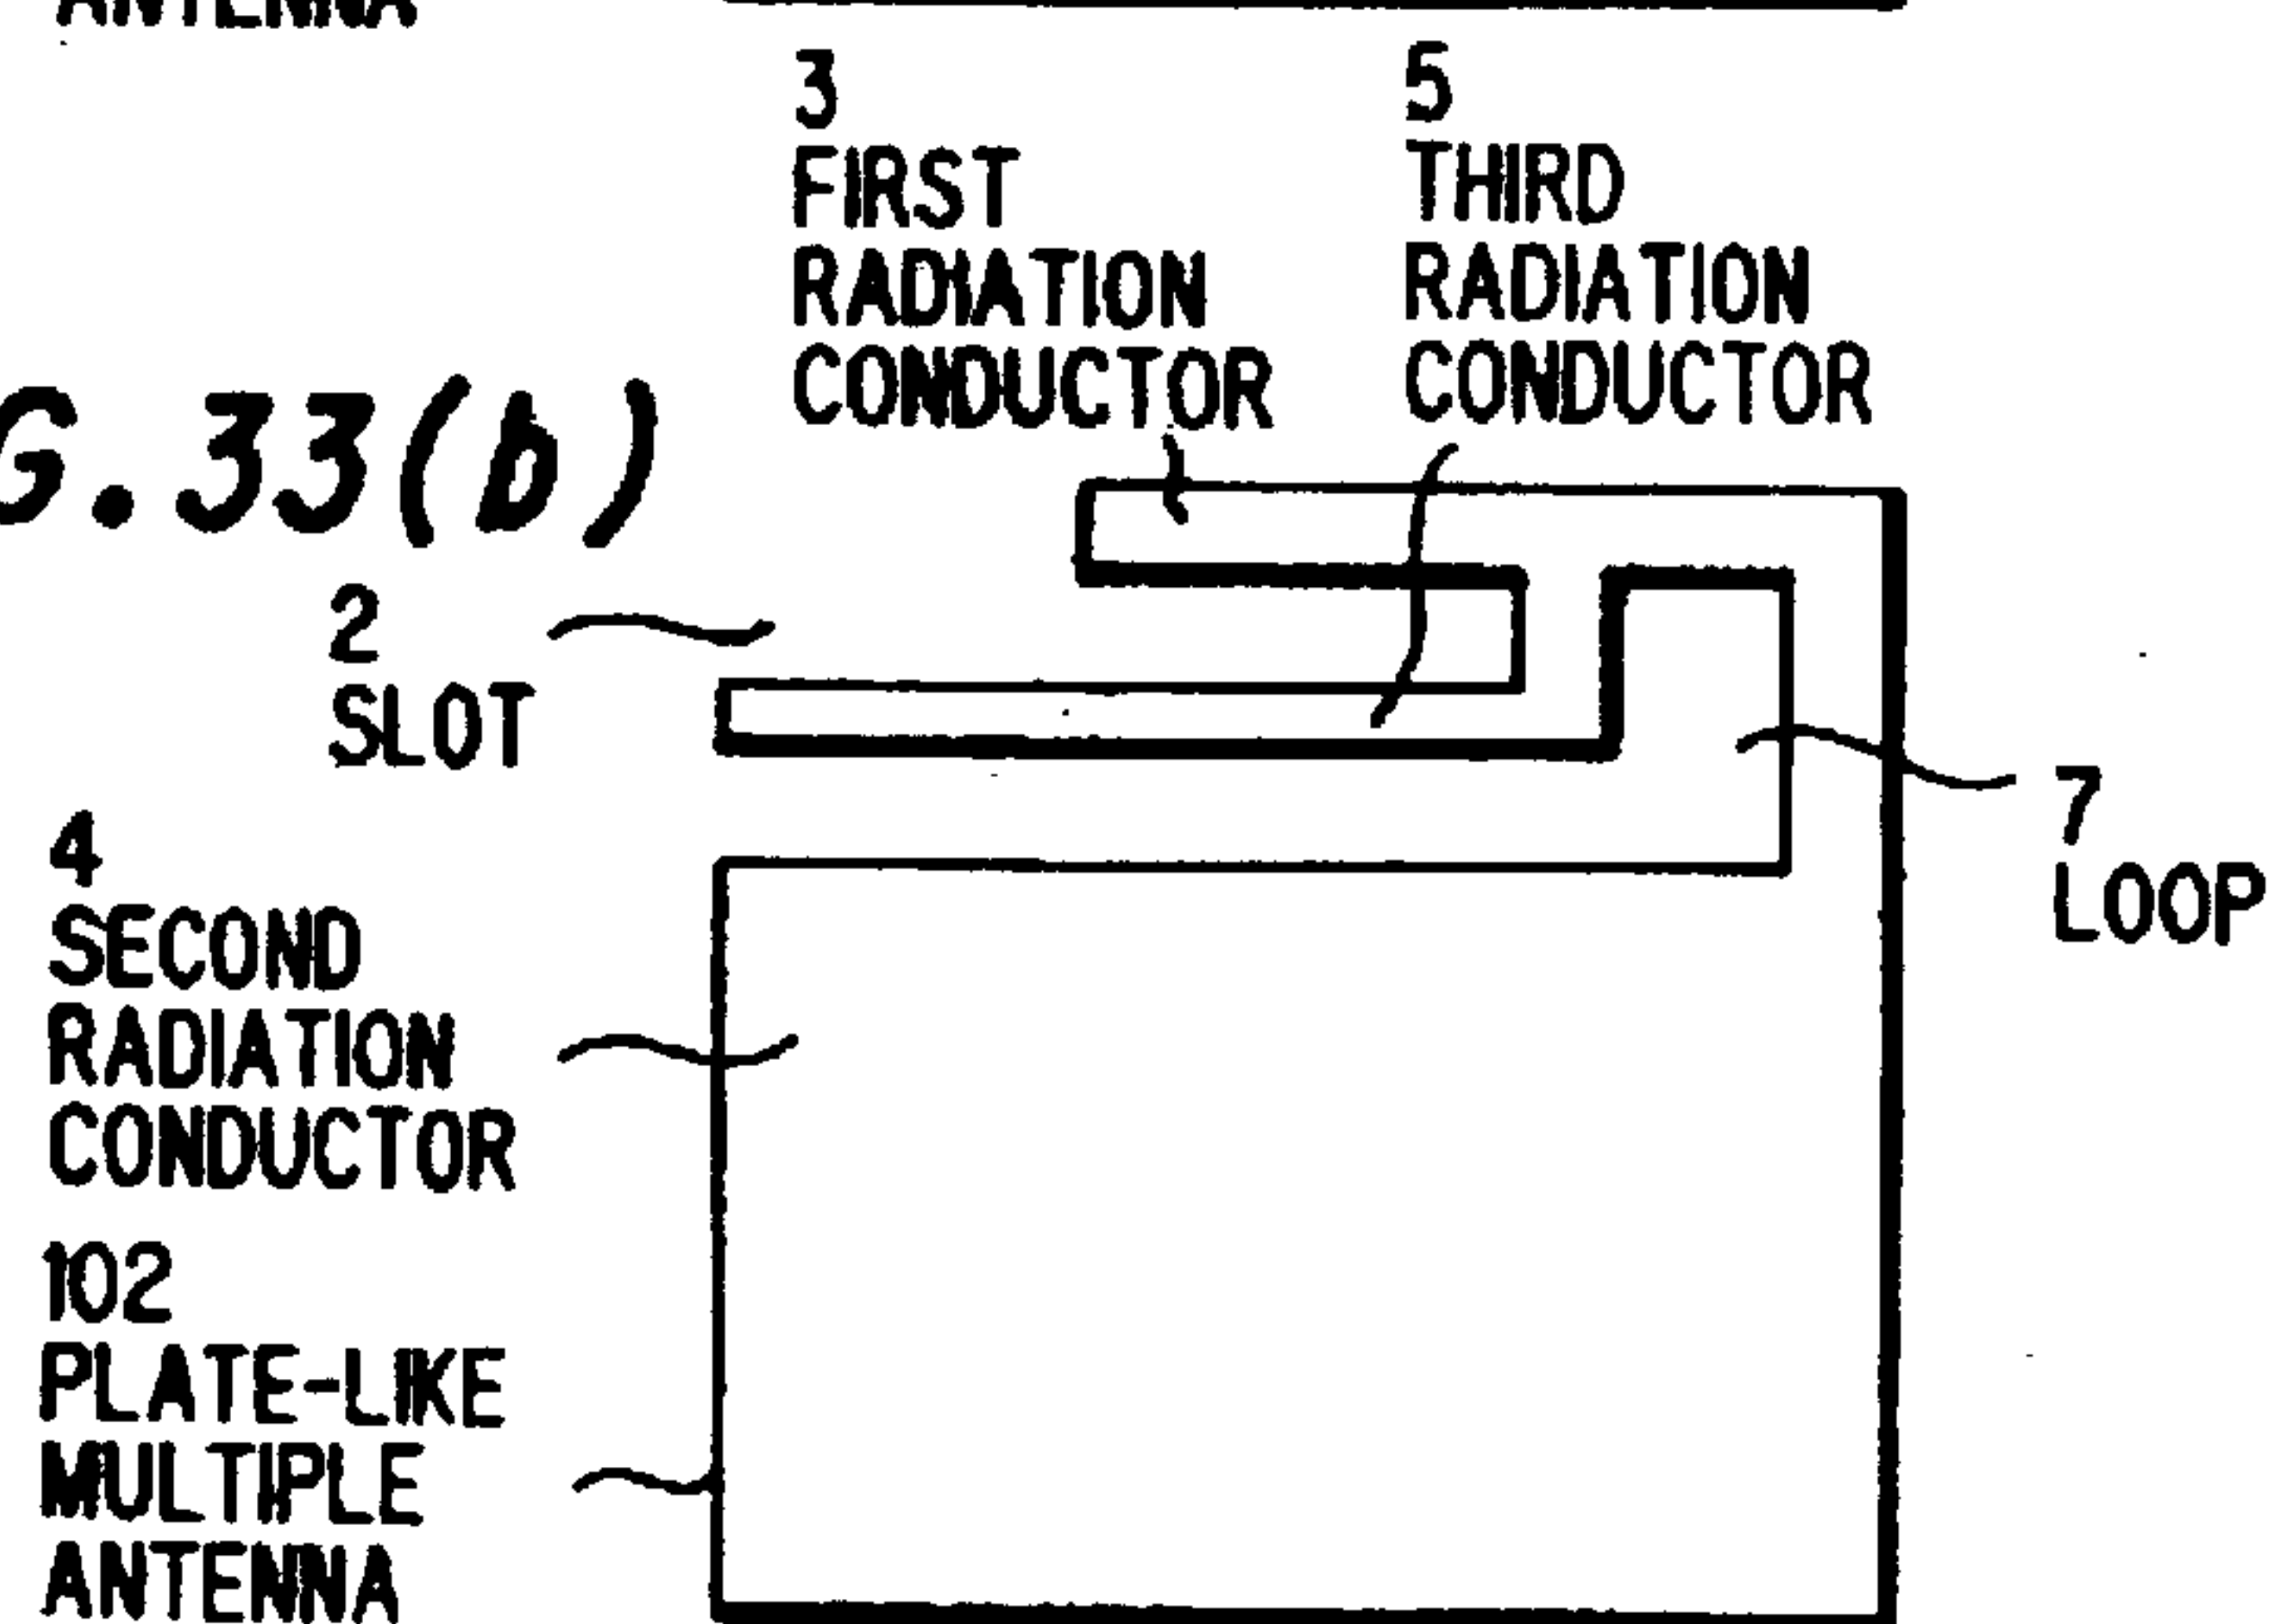 ANTENNA
3
FIRST
RADIATION
CONDUCTOR
5
THIRD
RADIATION
CONDUCTOR
G.33(b)
2
SLOT
7
LOOP
4
SECOND
RADIATION
CONDUCTOR
102
PLATE-LIKE
MULTIPLE
ANTENNA